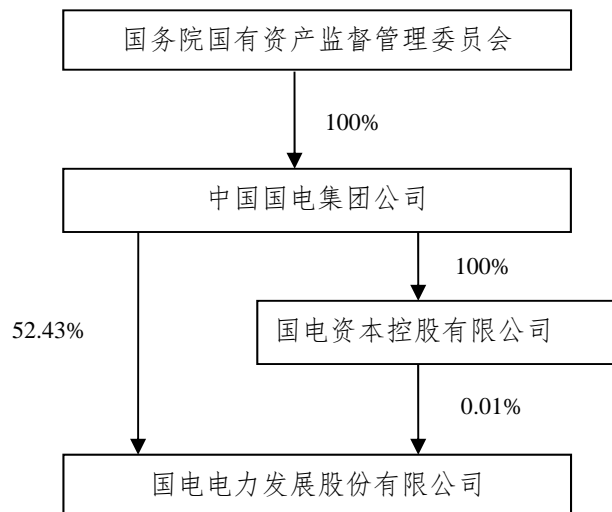 国务院国有资产监督管理委员会
100%
中国国电集团公司
100%
52.43%
国电资本控股有限公司
0.01%
国电电力发展股份有限公司